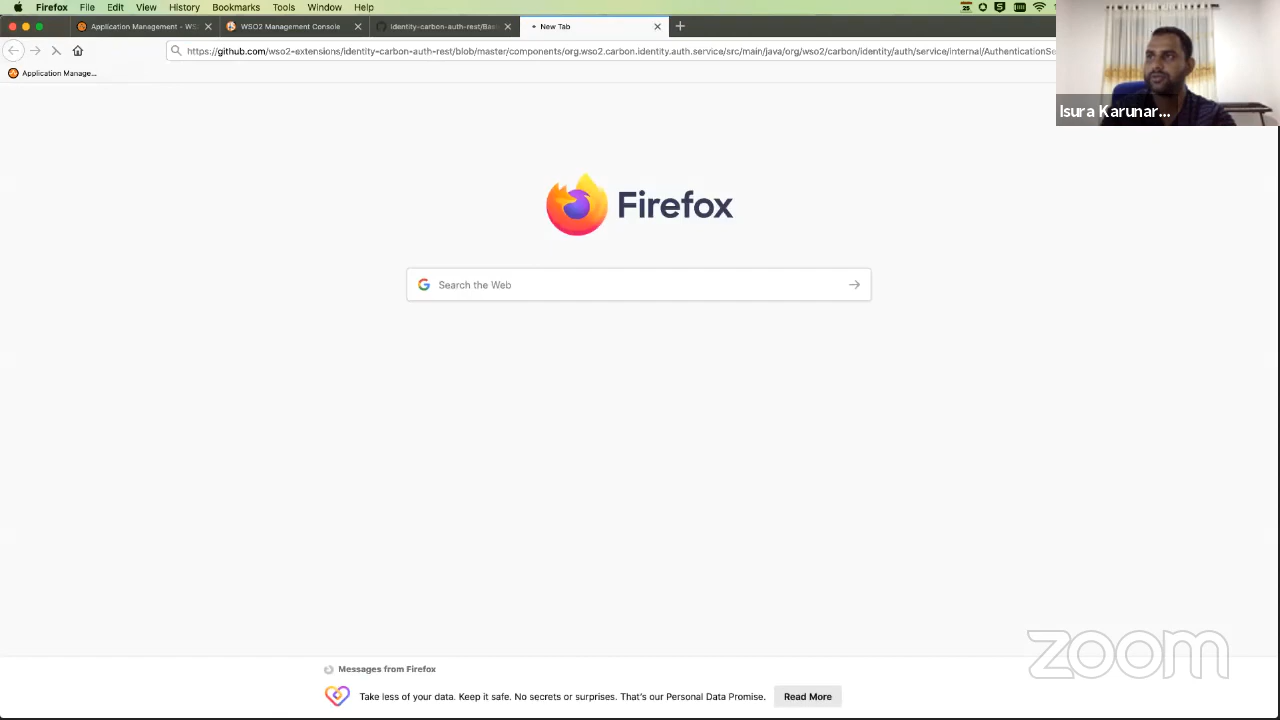 Firefox File Edit View History Bookmarks Tools Window Help
Application Management - WS
WSO2 Management Console
identity-carbon-auth-rest/Bas
New Tab
https://github.com/wso2-extensions/identity-carbon-auth-rest/blob/master/components/org.wso2.carbon.identity.auth.service/src/main/java/org/wso2/carbon/identity/auth/service/internal/AuthenticationSe
Application Manage...
Isura Karunar...
Firefox
Search the Web
zoom
Messages from Firefox
Take less of your data. Keep it safe. No secrets or surprises. That's our Personal Data Promise.
Read More